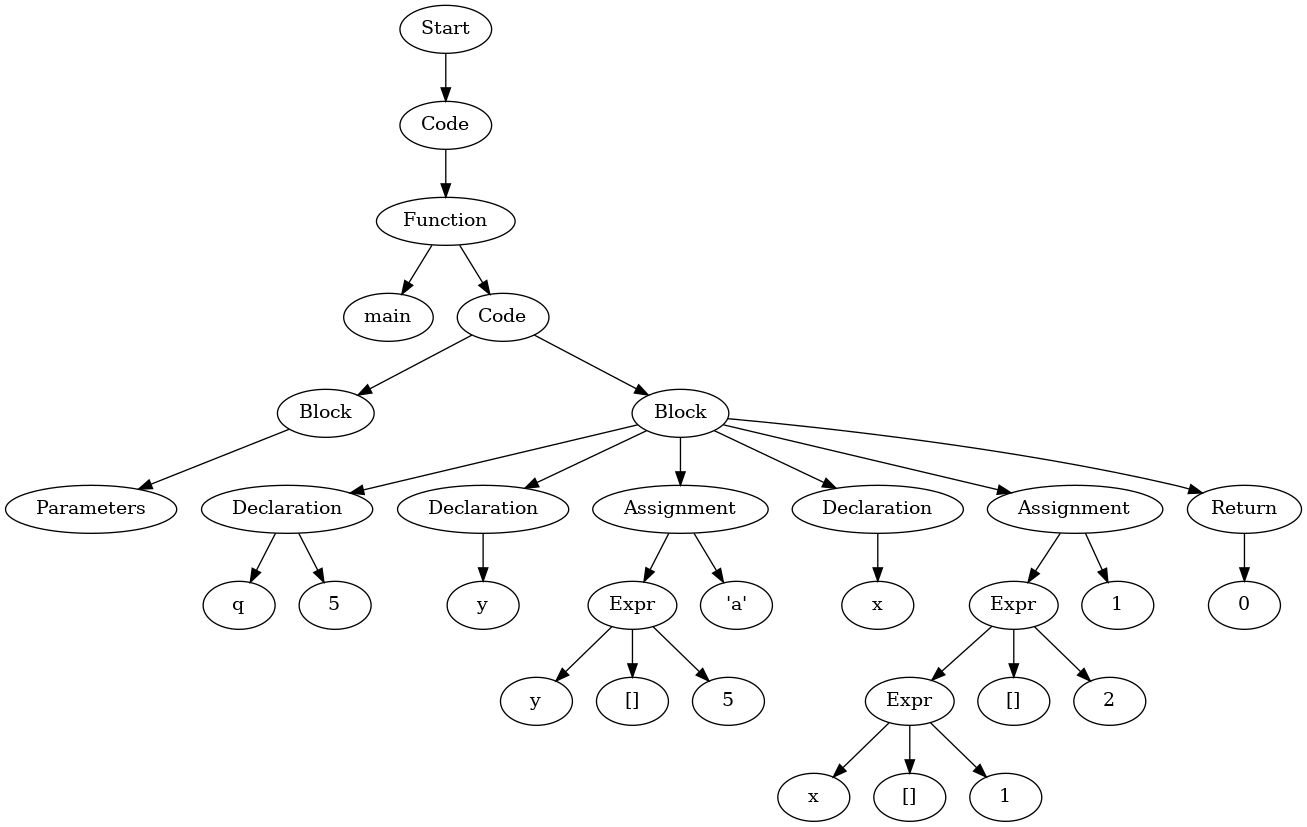 Start
Code
Function
main Code
Block Block
Parameters Declaration Declaration Assignment Declaration Assignment Return
q 5 y Expr 'a' x Expr 1 0
y [] 5 Expr [] 2
x [] 1